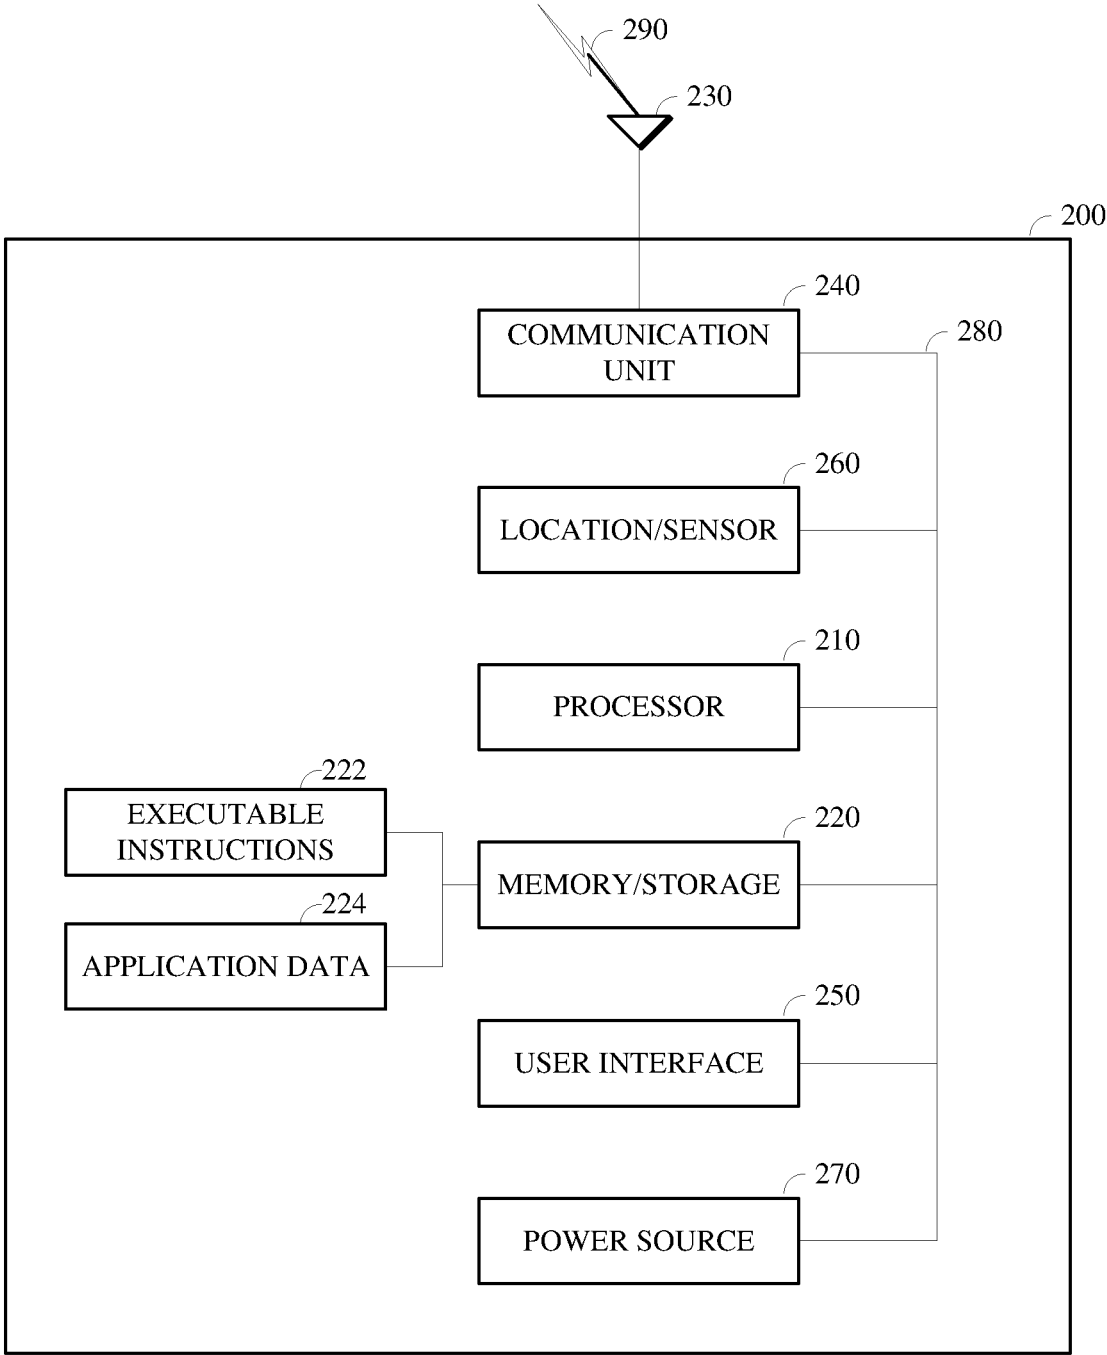 290
230
200
240
COMMUNICATION
UNIT
280
260
LOCATION/SENSOR
210
PROCESSOR
222
EXECUTABLE
INSTRUCTIONS
220
MEMORY/STORAGE
224
APPLICATION DATA
250
USER INTERFACE
270
POWER SOURCE